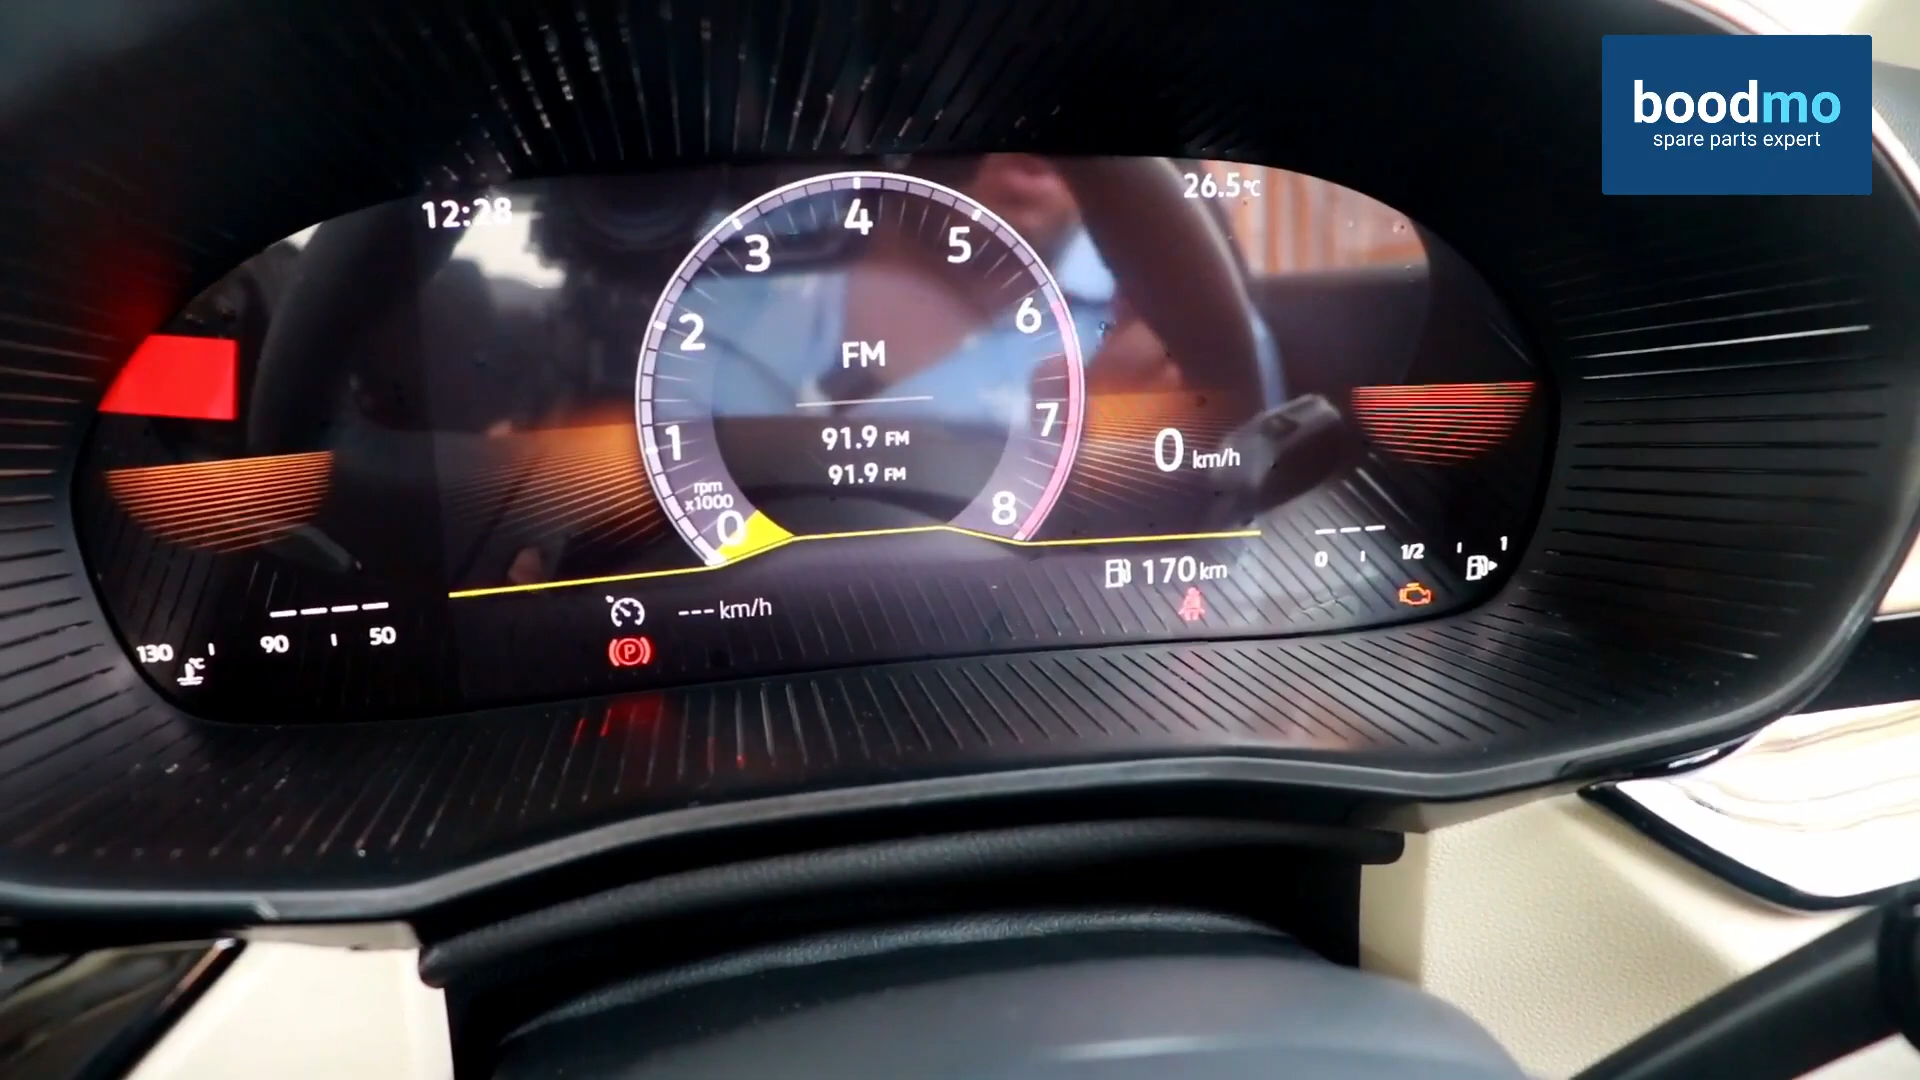 boodmo
spare parts expert
12:28
26.5°C
4
3
5
2
6
FM
1
7
91.9 FM
0 km/h
91.9 FM
rpm
x1000
0
8
170 km
0
1/2
1
--- km/h
90
50
130
°C
P